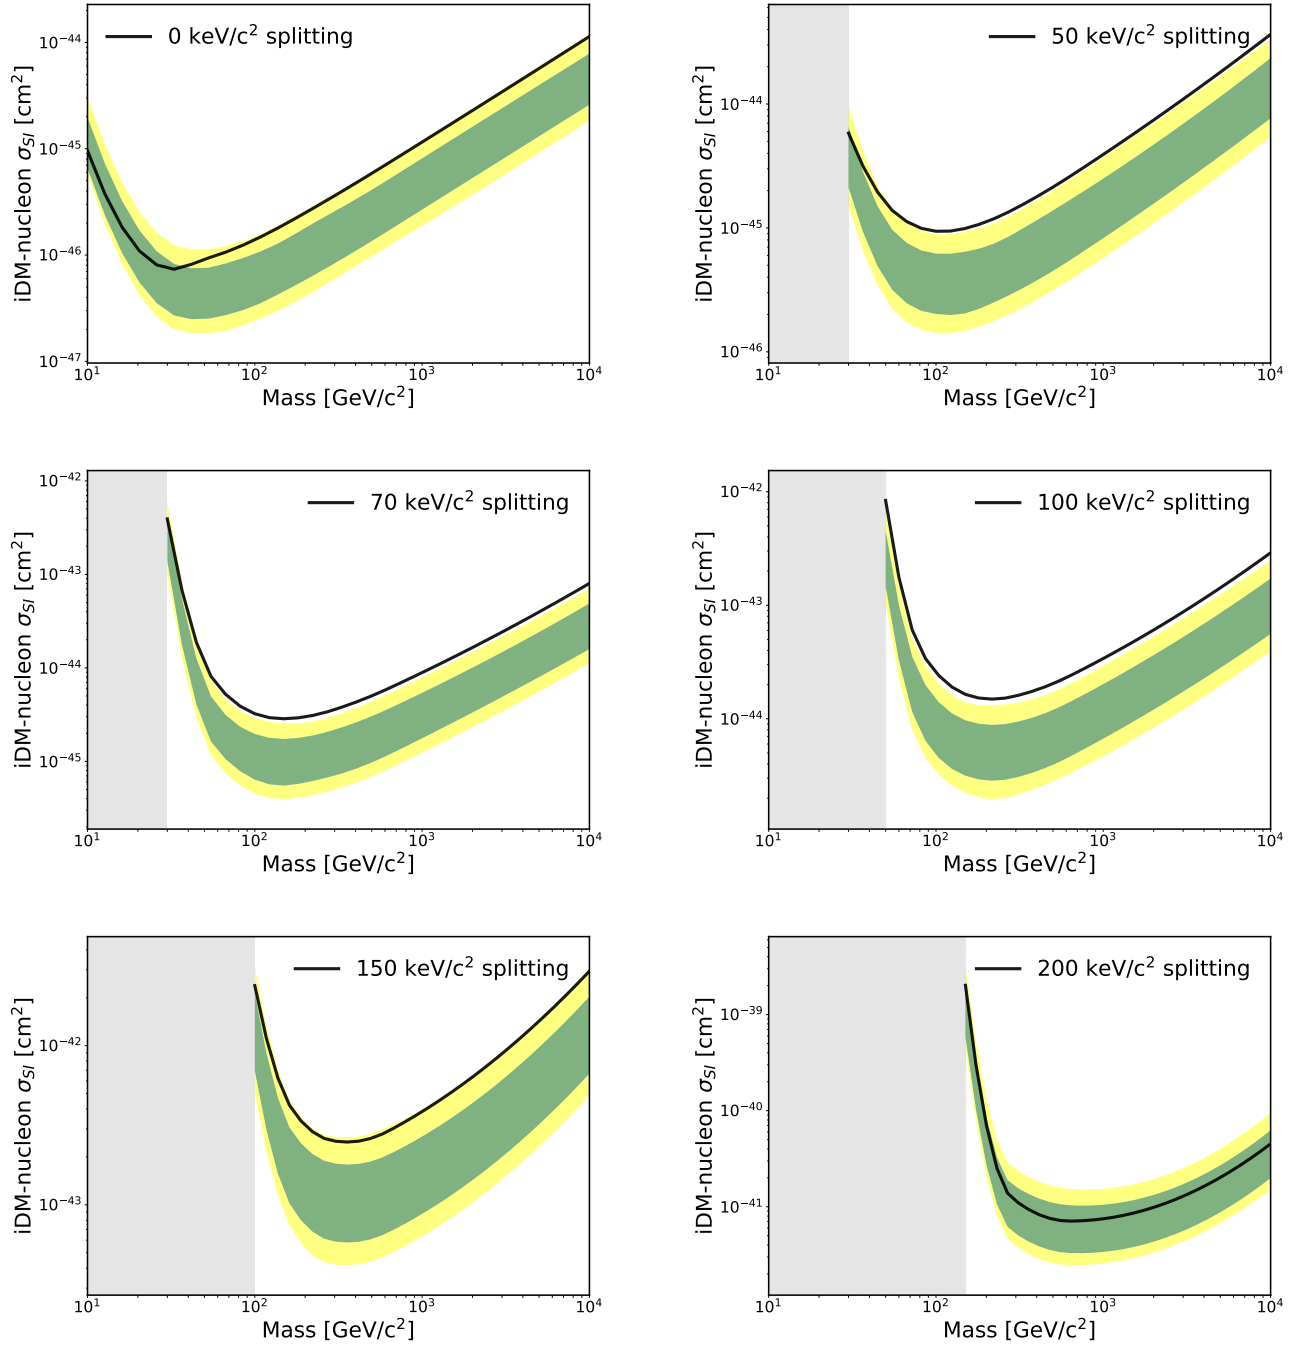 0 keV/c² splitting
iDM-nucleon σ_SI [cm²]
10⁻⁴⁴
10⁻⁴⁵
10⁻⁴⁶
10⁻⁴⁷
10¹ 10² 10³ 10⁴
Mass [GeV/c²]
50 keV/c² splitting
iDM-nucleon σ_SI [cm²]
10⁻⁴⁴
10⁻⁴⁵
10⁻⁴⁶
10¹ 10² 10³ 10⁴
Mass [GeV/c²]
70 keV/c² splitting
iDM-nucleon σ_SI [cm²]
10⁻⁴²
10⁻⁴³
10⁻⁴⁴
10⁻⁴⁵
10¹ 10² 10³ 10⁴
Mass [GeV/c²]
100 keV/c² splitting
iDM-nucleon σ_SI [cm²]
10⁻⁴²
10⁻⁴³
10⁻⁴⁴
10¹ 10² 10³ 10⁴
Mass [GeV/c²]
150 keV/c² splitting
iDM-nucleon σ_SI [cm²]
10⁻⁴²
10⁻⁴³
10¹ 10² 10³ 10⁴
Mass [GeV/c²]
200 keV/c² splitting
iDM-nucleon σ_SI [cm²]
10⁻³⁹
10⁻⁴⁰
10⁻⁴¹
10¹ 10² 10³ 10⁴
Mass [GeV/c²]